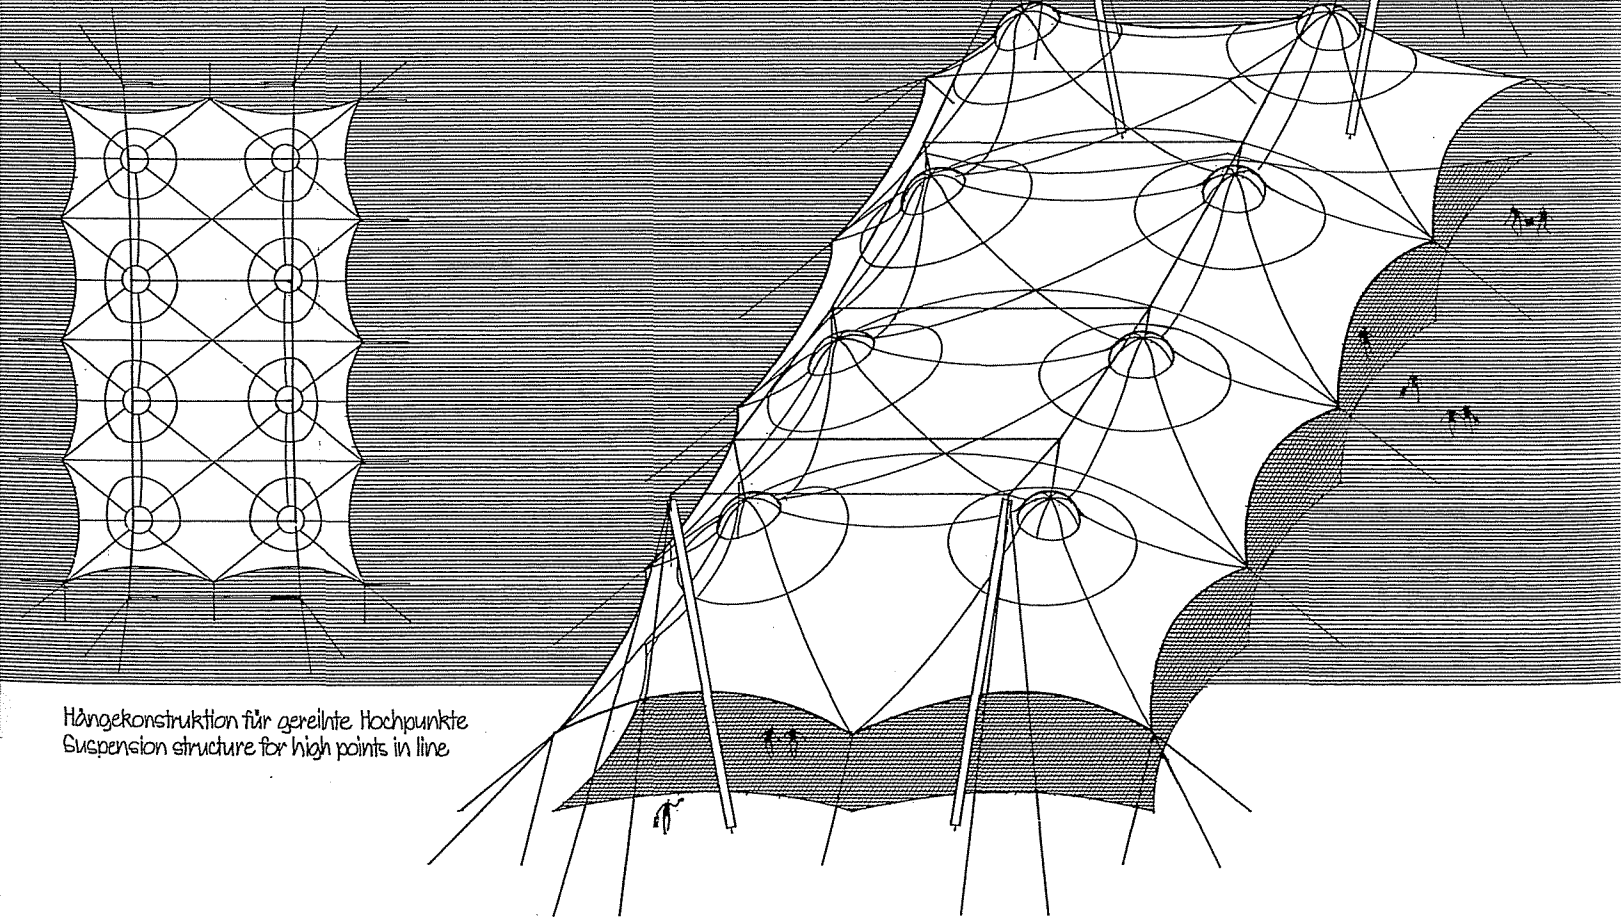 Hängekonstruktion für gereihte Hochpunkte
Suspension structure for high points in line